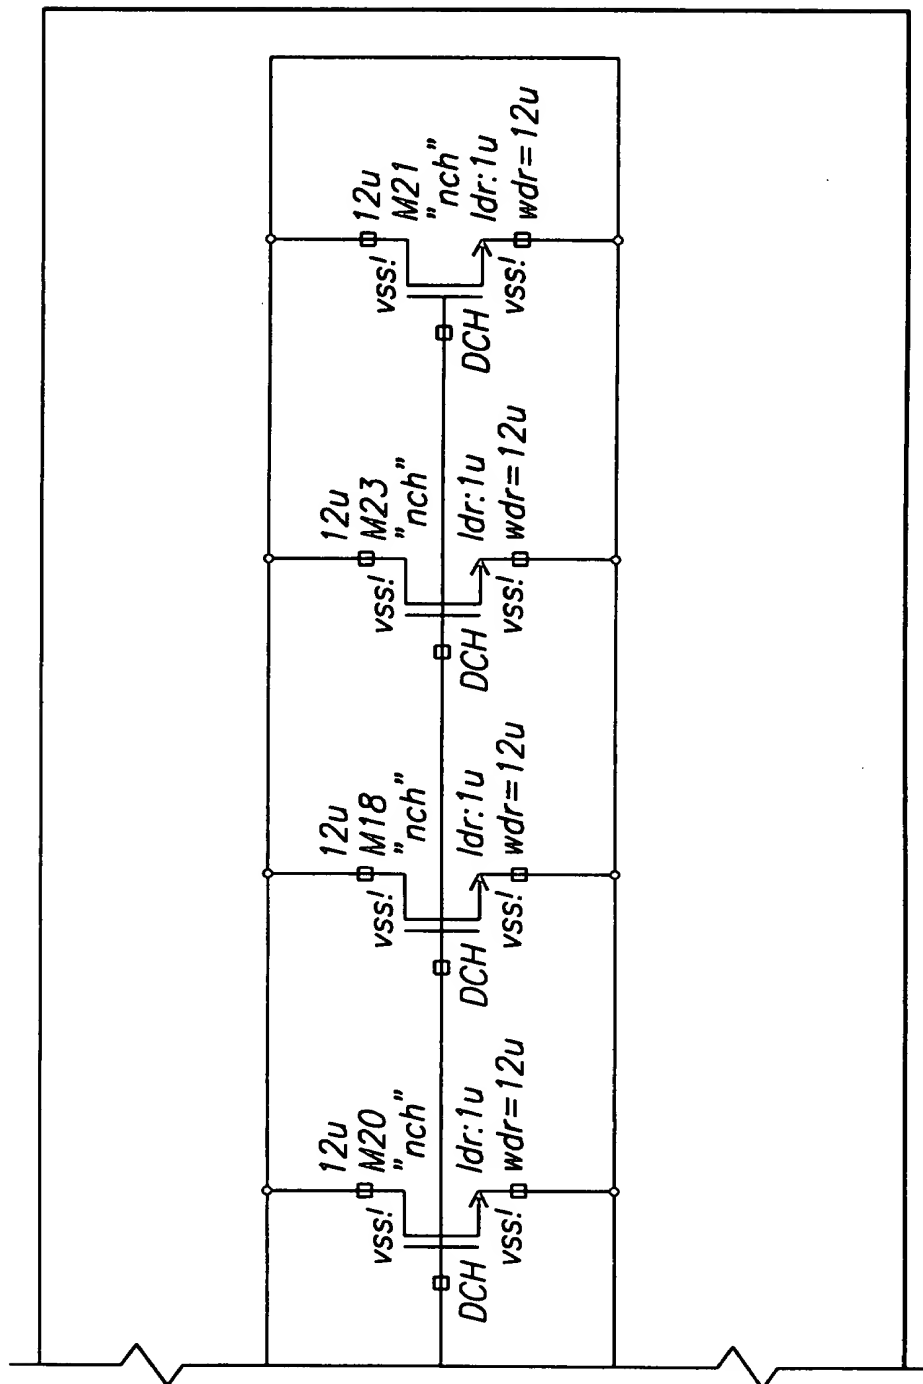 12u
M20
vss!
"nch"
DCH
ldr:1u
vss!
wdr=12u
12u
M18
vss!
"nch"
DCH
ldr:1u
vss!
wdr=12u
12u
M23
vss!
"nch"
DCH
ldr:1u
vss!
wdr=12u
12u
M21
vss!
"nch"
DCH
ldr:1u
vss!
wdr=12u